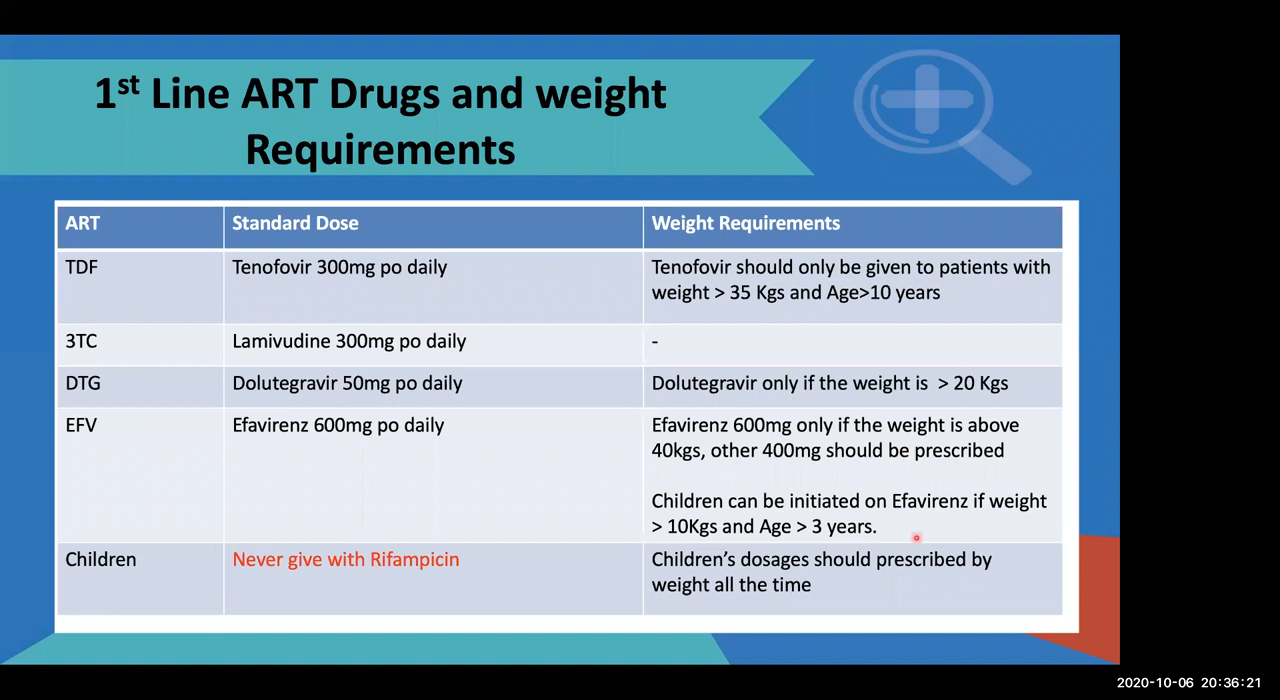 1st Line ART Drugs and weight
Requirements
ART Standard Dose Weight Requirements
TDF Tenofovir 300mg po daily Tenofovir should only be given to patients with
weight > 35 Kgs and Age>10 years
3TC Lamivudine 300mg po daily -
DTG Dolutegravir 50mg po daily Dolutegravir only if the weight is  > 20 Kgs
EFV Efavirenz 600mg po daily Efavirenz 600mg only if the weight is above
40kgs, other 400mg should be prescribed
Children can be initiated on Efavirenz if weight
> 10Kgs and Age > 3 years.
Children Never give with Rifampicin Children’s dosages should prescribed by
weight all the time
2020-10-06 20:36:21